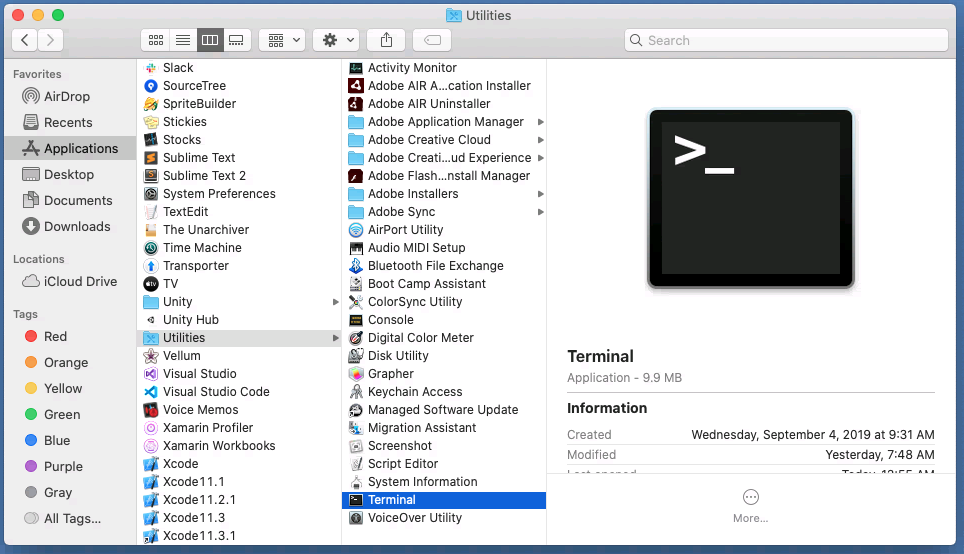 Utilities
Search
Favorites
AirDrop
Recents
Applications
Desktop
Documents
Downloads
Locations
iCloud Drive
Tags
Red
Orange
Yellow
Green
Blue
Purple
Gray
All Tags...
Slack
SourceTree
SpriteBuilder
Stickies
Stocks
Sublime Text
Sublime Text 2
System Preferences
TextEdit
The Unarchiver
Time Machine
Transporter
TV
Unity
Unity Hub
Utilities
Vellum
Visual Studio
Visual Studio Code
Voice Memos
Xamarin Profiler
Xamarin Workbooks
Xcode
Xcode11.1
Xcode11.2.1
Xcode11.3
Xcode11.3.1
Activity Monitor
Adobe AIR A...cation Installer
Adobe AIR Uninstaller
Adobe Application Manager
Adobe Creative Cloud
Adobe Creati...ud Experience
Adobe Flash...nstall Manager
Adobe Installers
Adobe Sync
AirPort Utility
Audio MIDI Setup
Bluetooth File Exchange
Boot Camp Assistant
ColorSync Utility
Console
Digital Color Meter
Disk Utility
Grapher
Keychain Access
Managed Software Update
Migration Assistant
Screenshot
Script Editor
System Information
Terminal
VoiceOver Utility
>_
Terminal
Application - 9.9 MB
Information
Created Wednesday, September 4, 2019 at 9:31 AM
Modified Yesterday, 7:48 AM
Last opened Today, 12:55 AM
More...